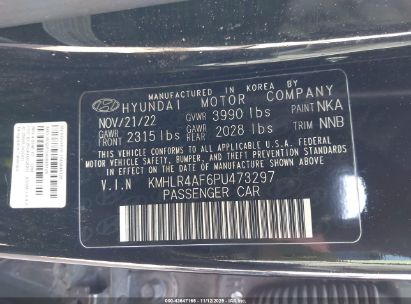 MANUFACTURED IN KOREA
HYUNDAI MOTOR COMPANY
NOV/21/22 GVWR 3990 lbs PAINT NKA
GAWR FRONT 2315 lbs GAWR REAR 2028 lbs TRIM NNB
THIS VEHICLE CONFORMS TO ALL APPLICABLE U.S. FEDERAL MOTOR
VEHICLE SAFETY, BUMPER, AND THEFT PREVENTION STANDARDS
IN EFFECT ON THE DATE OF MANUFACTURE SHOWN ABOVE.
V.I.N KMHLR4AF6PU473297
PASSENGER CAR